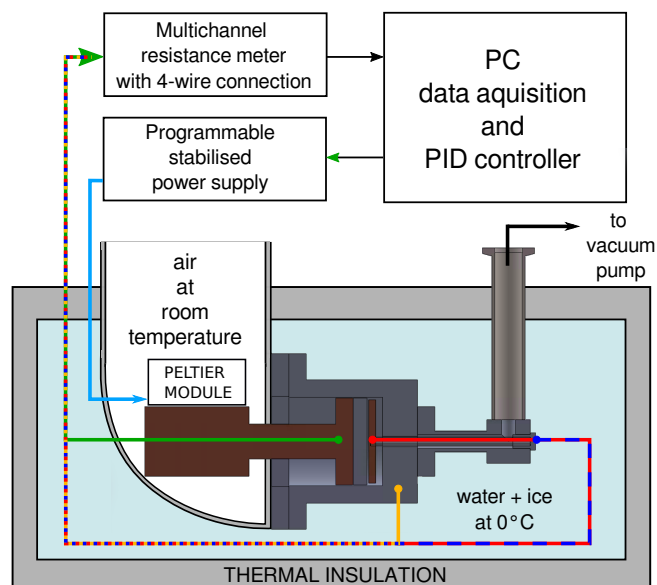 Multichannel
resistance meter
with 4-wire connection
PC
data aquisition
and
PID controller
Programmable
stabilised
power supply
to
vacuum
pump
air
at
room
temperature
PELTIER
MODULE
water + ice
at 0°C
THERMAL INSULATION